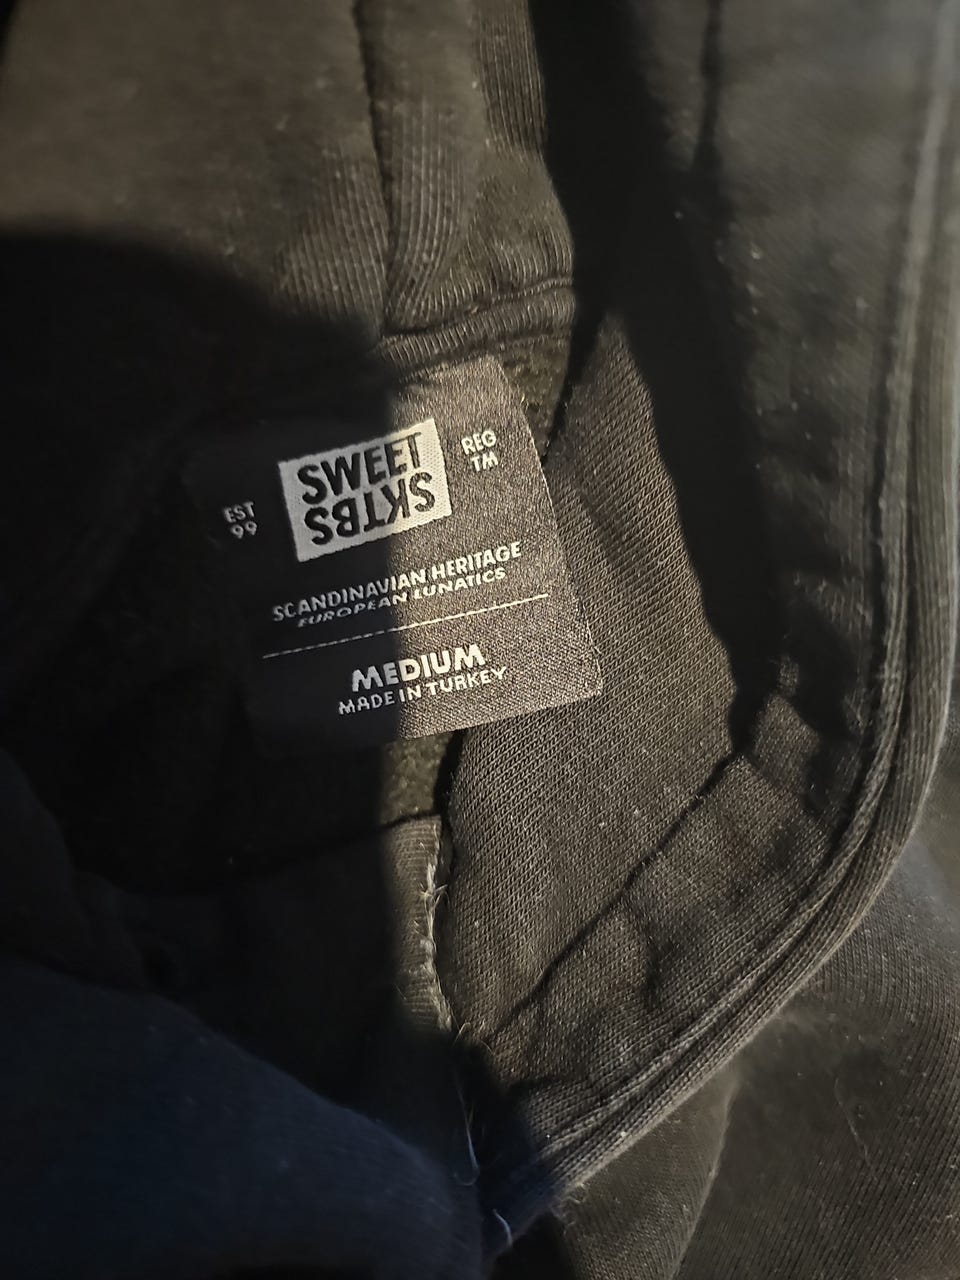 SWEET
SKTBS
REG
TM
EST
99
SCANDINAVIAN HERITAGE
EUROPEAN LUNATICS
MEDIUM
MADE IN TURKEY